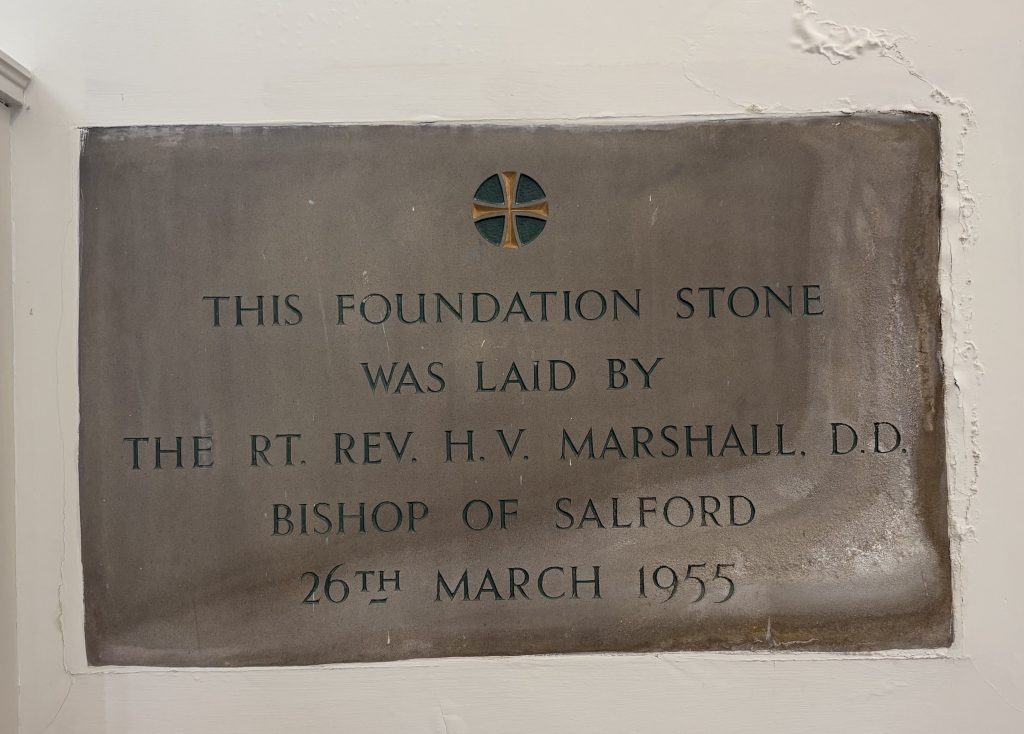 THIS FOUNDATION STONE
WAS LAID BY
THE RT. REV. H.V. MARSHALL, D.D.
BISHOP OF SALFORD
26TH MARCH 1955